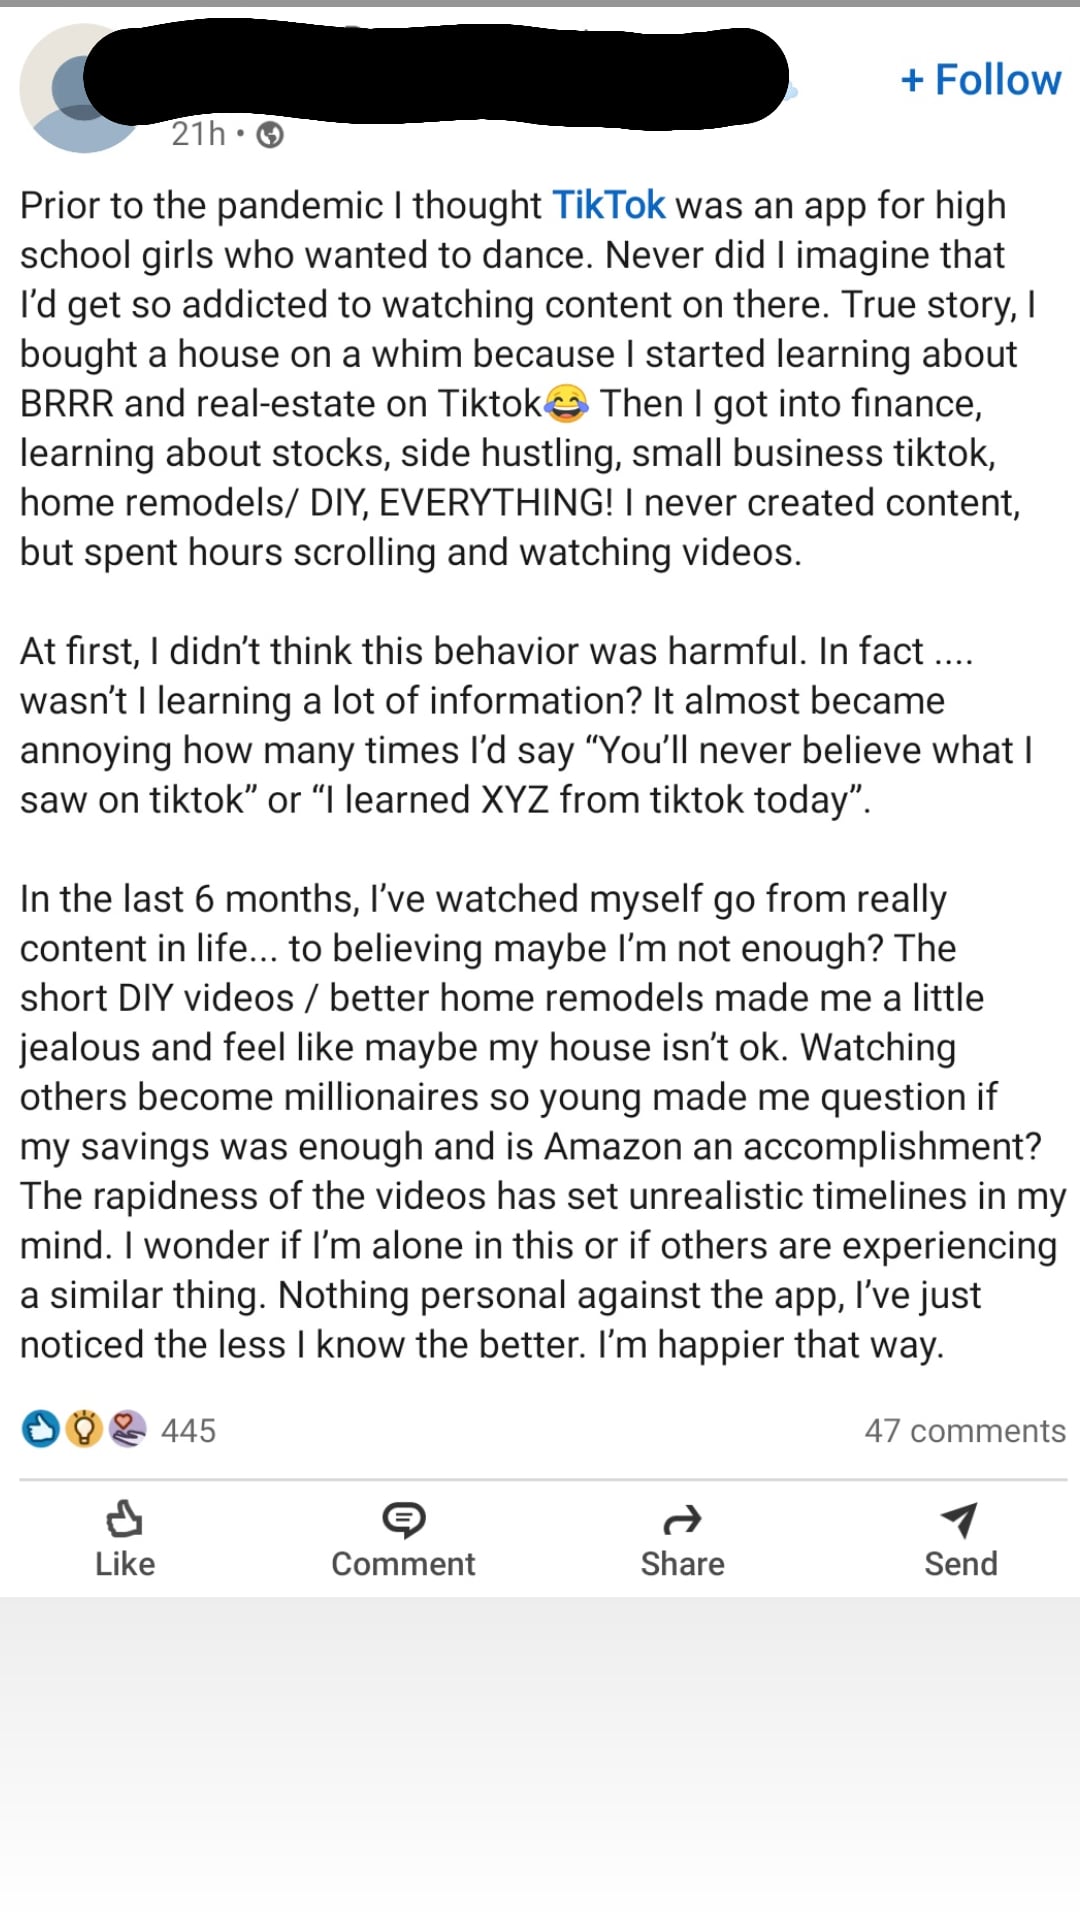 + Follow
21h •
Prior to the pandemic I thought TikTok was an app for high
school girls who wanted to dance. Never did I imagine that
I’d get so addicted to watching content on there. True story, I
bought a house on a whim because I started learning about
BRRR and real-estate on Tiktok😂 Then I got into finance,
learning about stocks, side hustling, small business tiktok,
home remodels/ DIY, EVERYTHING! I never created content,
but spent hours scrolling and watching videos.
At first, I didn’t think this behavior was harmful. In fact ....
wasn’t I learning a lot of information? It almost became
annoying how many times I’d say “You’ll never believe what I
saw on tiktok” or “I learned XYZ from tiktok today”.
In the last 6 months, I’ve watched myself go from really
content in life... to believing maybe I’m not enough? The
short DIY videos / better home remodels made me a little
jealous and feel like maybe my house isn’t ok. Watching
others become millionaires so young made me question if
my savings was enough and is Amazon an accomplishment?
The rapidness of the videos has set unrealistic timelines in my
mind. I wonder if I’m alone in this or if others are experiencing
a similar thing. Nothing personal against the app, I’ve just
noticed the less I know the better. I’m happier that way.
445 47 comments
Like Comment Share Send